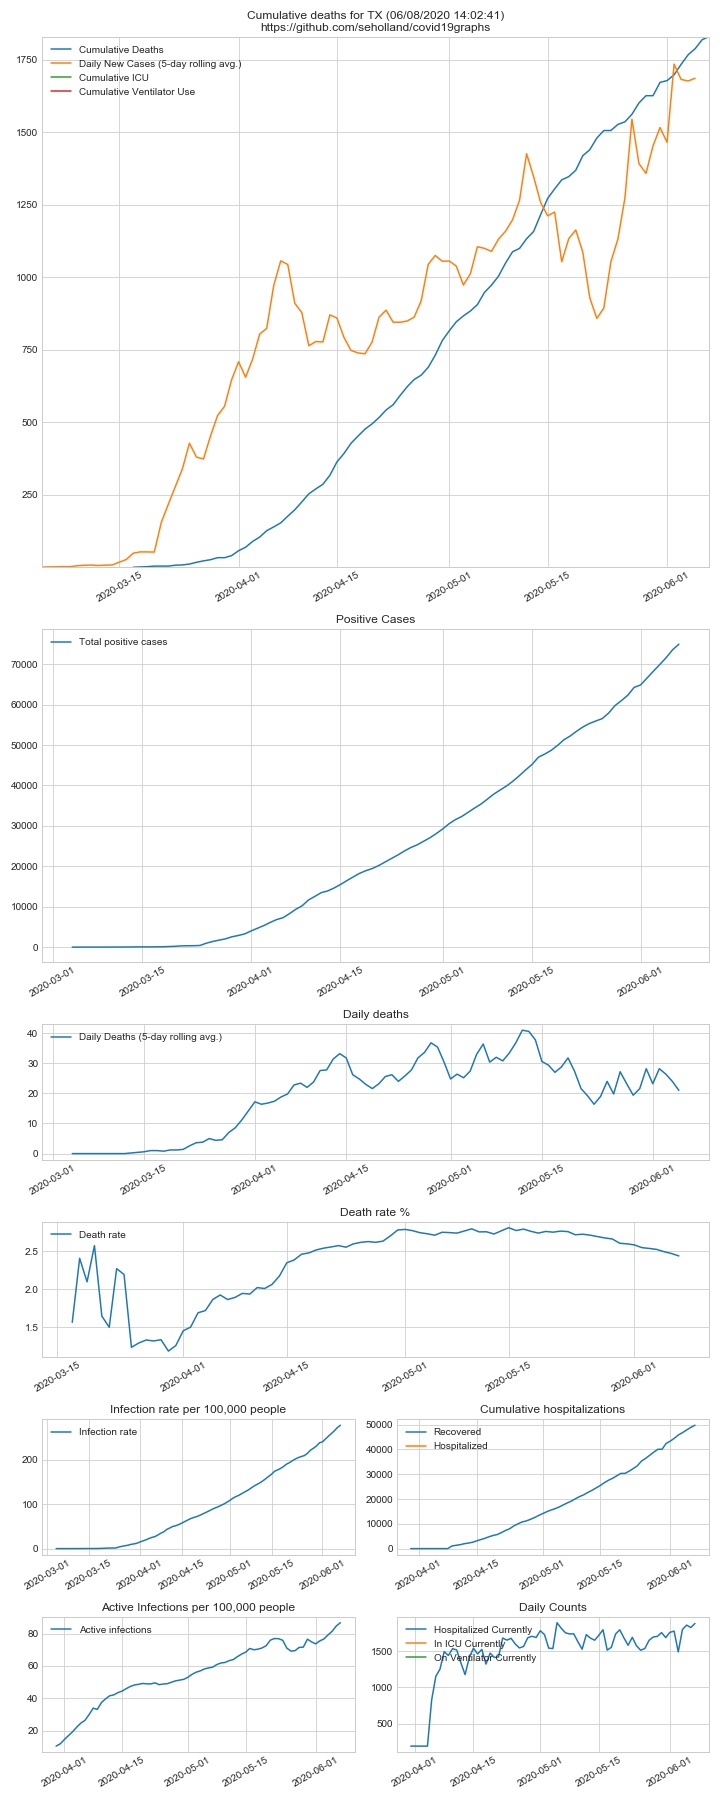 Cumulative deaths for TX (06/08/2020 14:02:41)
https://github.com/seholland/covid19graphs
Cumulative Deaths
Daily New Cases (5-day rolling avg.)
Cumulative ICU
Cumulative Ventilator Use
1750
1500
1250
1000
750
500
250
2020-03-15 2020-04-01 2020-04-15 2020-05-01 2020-05-15 2020-06-01
Positive Cases
Total positive cases
70000
60000
50000
40000
30000
20000
10000
0
2020-03-01 2020-03-15 2020-04-01 2020-04-15 2020-05-01 2020-05-15 2020-06-01
Daily deaths
Daily Deaths (5-day rolling avg.)
40
30
20
10
0
2020-03-01 2020-03-15 2020-04-01 2020-04-15 2020-05-01 2020-05-15 2020-06-01
Death rate %
Death rate
2.5
2.0
1.5
2020-03-15 2020-04-01 2020-04-15 2020-05-01 2020-05-15 2020-06-01
Infection rate per 100,000 people
Infection rate
200
100
0
2020-03-01 2020-03-15 2020-04-01 2020-04-15 2020-05-01 2020-05-15 2020-06-01
Cumulative hospitalizations
Recovered
Hospitalized
50000
40000
30000
20000
10000
0
2020-04-01 2020-04-15 2020-05-01 2020-05-15 2020-06-01
Active Infections per 100,000 people
Active infections
80
60
40
20
2020-04-01 2020-04-15 2020-05-01 2020-05-15 2020-06-01
Daily Counts
Hospitalized Currently
In ICU Currently
On Ventilator Currently
1500
1000
500
2020-04-01 2020-04-15 2020-05-01 2020-05-15 2020-06-01